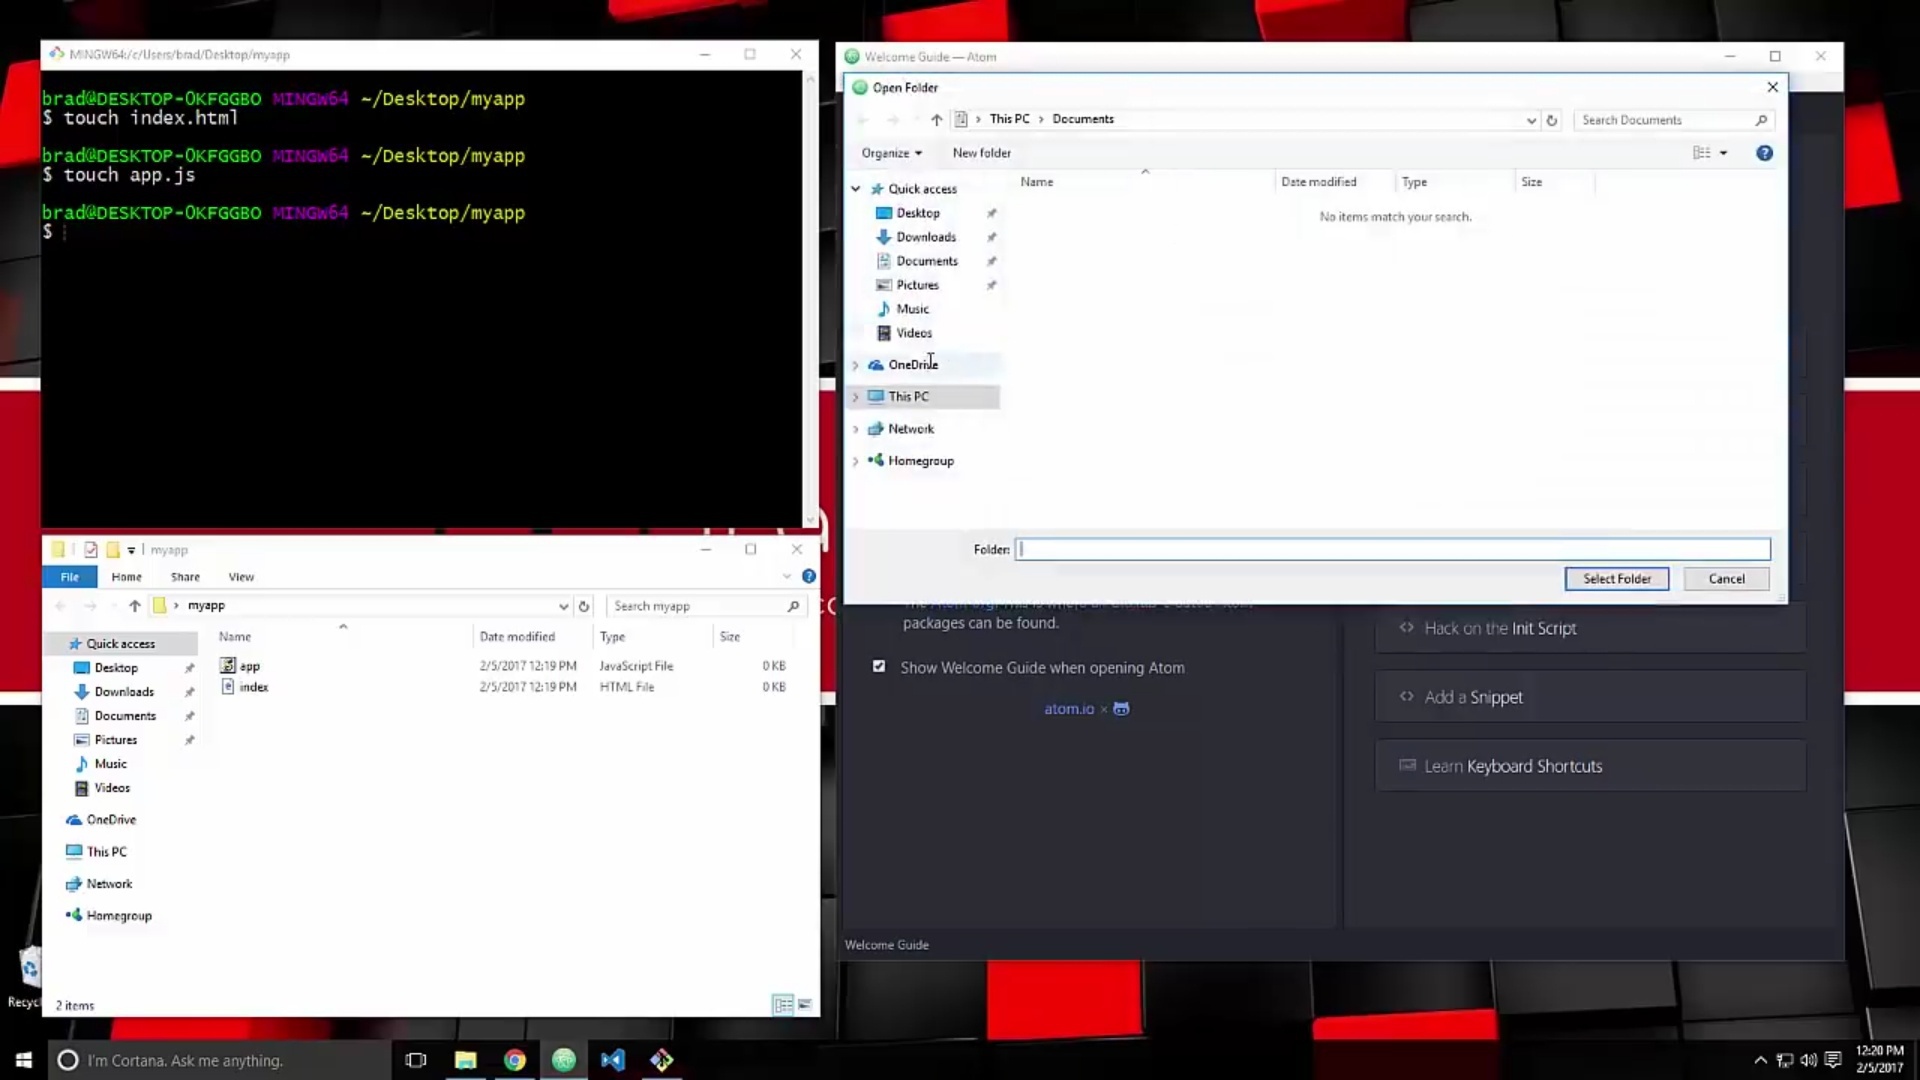 MINGW64:/c/Users/brad/Desktop/myapp
brad@DESKTOP-0KFGGBO MINGW64 ~/Desktop/myapp
$ touch index.html
brad@DESKTOP-0KFGGBO MINGW64 ~/Desktop/myapp
$ touch app.js
brad@DESKTOP-0KFGGBO MINGW64 ~/Desktop/myapp
$
Welcome Guide — Atom
Open Folder
This PC > Documents
Search Documents
Organize
New folder
Name
Date modified
Type
Size
No items match your search.
Quick access
Desktop
Downloads
Documents
Pictures
Music
Videos
OneDrive
This PC
Network
Homegroup
Folder:
Select Folder
Cancel
packages can be found.
Show Welcome Guide when opening Atom
atom.io ×
Hack on the Init Script
Add a Snippet
Learn Keyboard Shortcuts
Welcome Guide
myapp
File
Home
Share
View
> myapp
Search myapp
Name
Date modified
Type
Size
app
2/5/2017 12:19 PM
JavaScript File
0 KB
index
2/5/2017 12:19 PM
HTML File
0 KB
Quick access
Desktop
Downloads
Documents
Pictures
Music
Videos
OneDrive
This PC
Network
Homegroup
2 items
Recycl
I'm Cortana. Ask me anything.
12:20 PM
2/5/2017